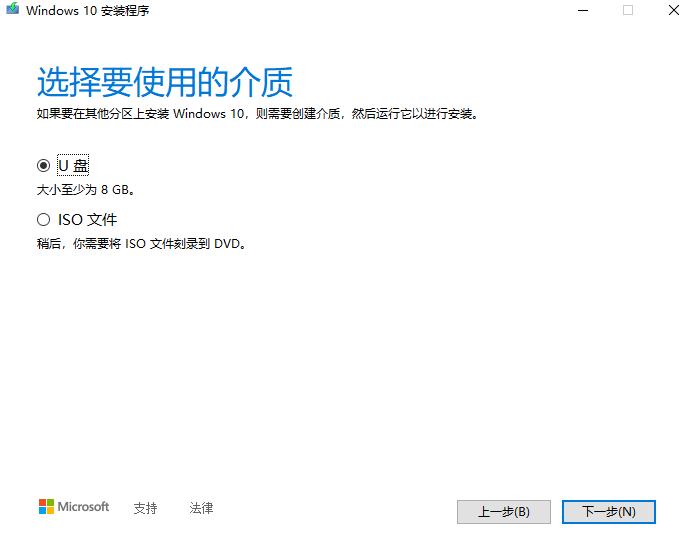 Windows 10 安装程序
选择要使用的介质
如果要在其他分区上安装 Windows 10，则需要创建介质，然后运行它以进行安装。
U 盘
大小至少为 8 GB。
ISO 文件
稍后，你需要将 ISO 文件刻录到 DVD。
Microsoft 支持 法律 上一步(B) 下一步(N)